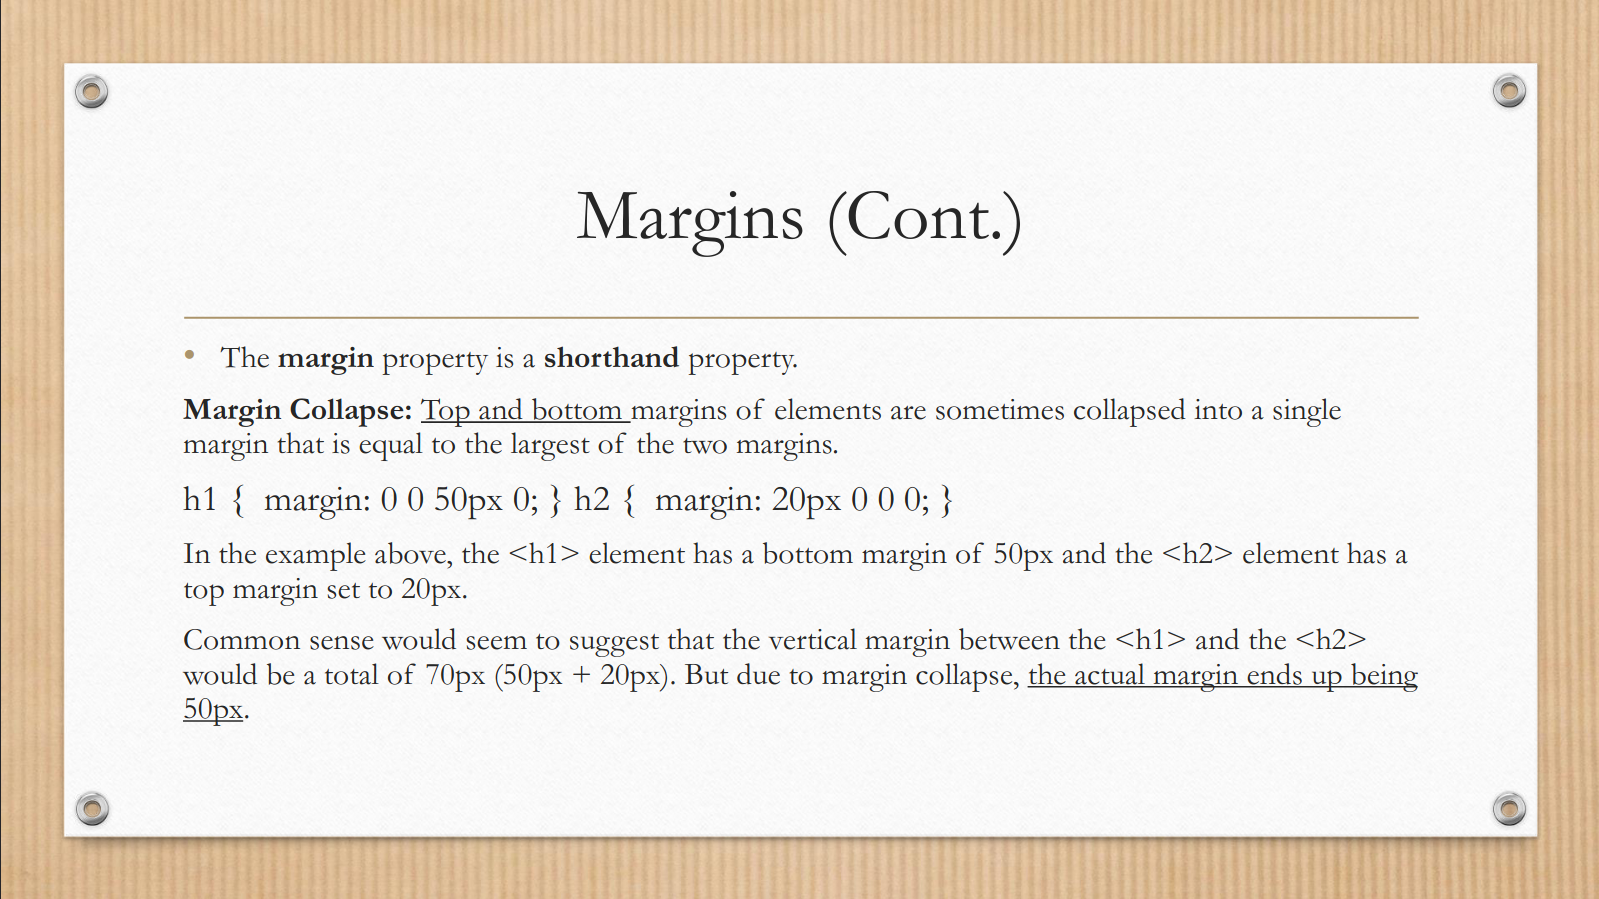 Margins (Cont.)
• The margin property is a shorthand property.
Margin Collapse: Top and bottom margins of elements are sometimes collapsed into a single
margin that is equal to the largest of the two margins.
h1 { margin: 0 0 50px 0; } h2 { margin: 20px 0 0 0; }
In the example above, the <h1> element has a bottom margin of 50px and the <h2> element has a
top margin set to 20px.
Common sense would seem to suggest that the vertical margin between the <h1> and the <h2>
would be a total of 70px (50px + 20px). But due to margin collapse, the actual margin ends up being
50px.